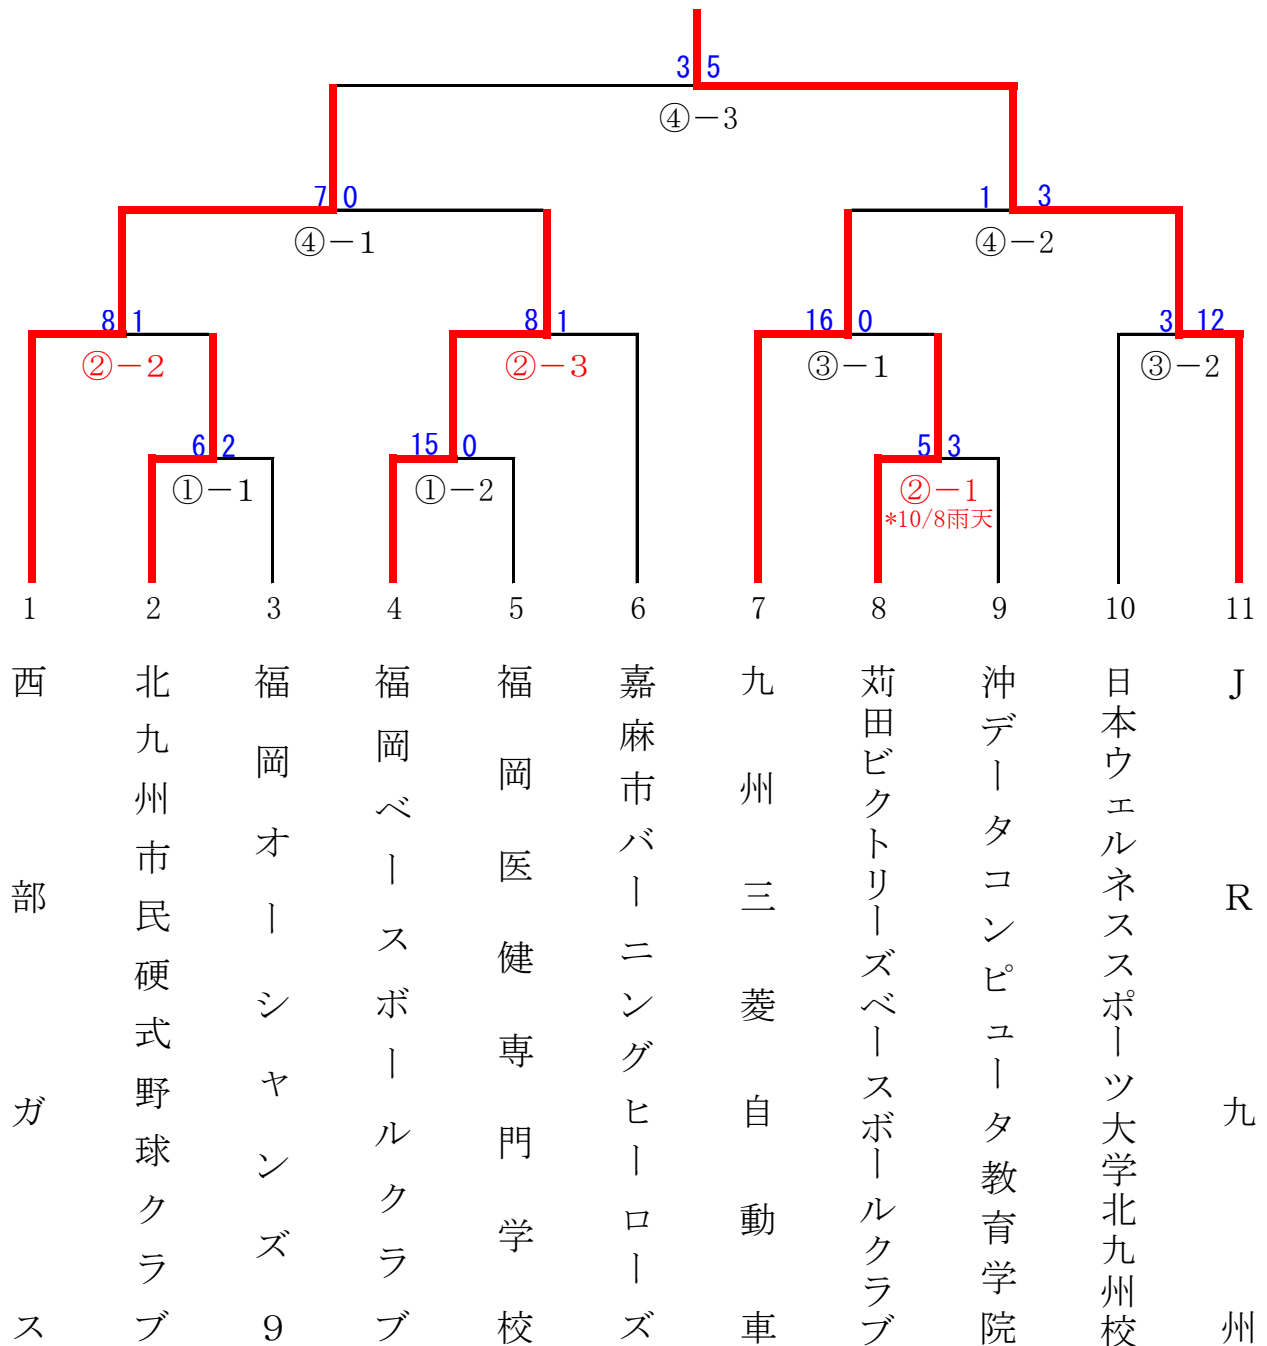 3 5
④－3
7 0
1 3
④－1
④－2
8 1
8 1
16 0
3 12
②－2
②－3
③－1
③－2
6 2
15 0
5 3
①－1
①－2
②－1
*10/8雨天
1
2
3
4
5
6
7
8
9
10
11
西部ガス
北九州市民硬式野球クラブ
福岡オーシャンズ9
福岡ベースボールクラブ
福岡医健専門学校
嘉麻市バーニングヒーローズ
九州三菱自動車
苅田ビクトリーズベースボールクラブ
沖データコンピュータ教育学院
日本ウェルネススポーツ大学北九州校
JR九州